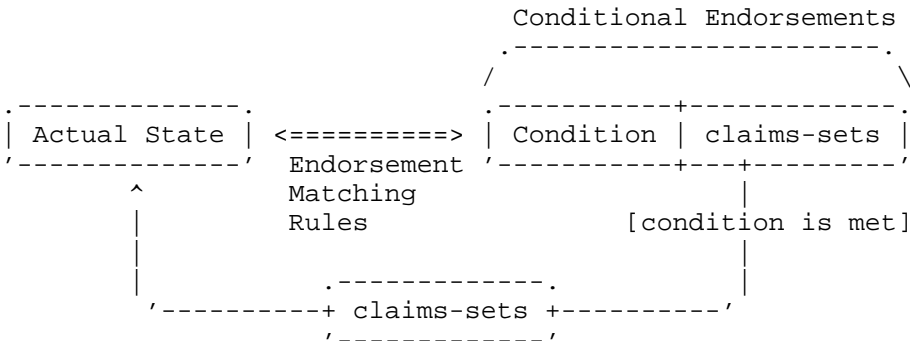 Conditional Endorsements
Actual State <==========> Condition claims-sets
Endorsement
Matching
Rules [condition is met]
claims-sets